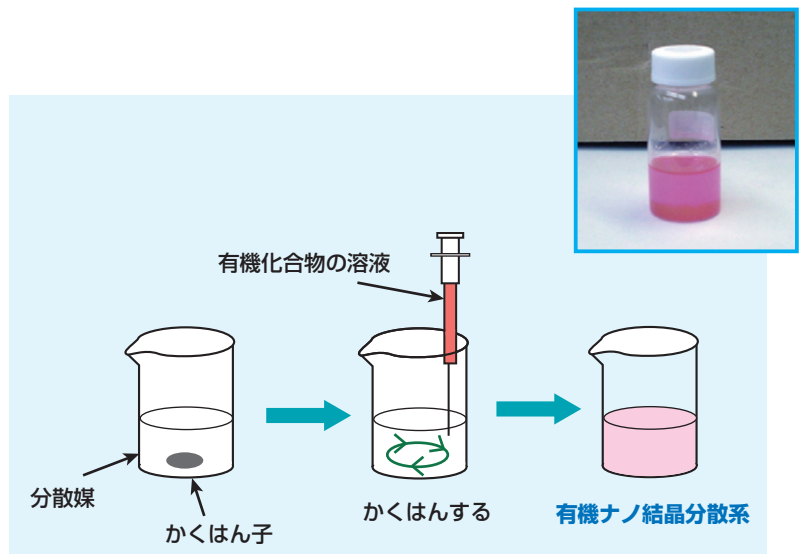 有機化合物の溶液
分散媒
かくはん子
かくはんする
有機ナノ結晶分散系